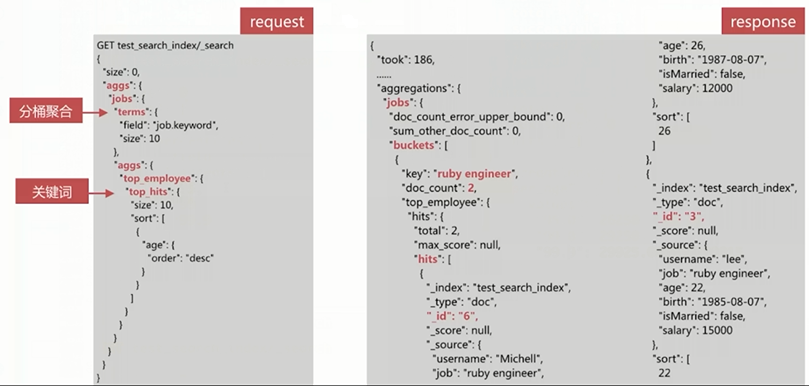 request
GET test_search_index/_search
{
"size": 0,
"aggs": {
"jobs": {
分桶聚合
"terms": {
"field": "job.keyword",
"size": 10
},
"aggs": {
"top_employee": {
关键词
"top_hits": {
"size": 10,
"sort": [
{
"age": {
"order": "desc"
}
}
]
}
}
}
}
}
}
response
{
"took": 186,
......
"aggregations": {
"jobs": {
"doc_count_error_upper_bound": 0,
"sum_other_doc_count": 0,
"buckets": [
{
"key": "ruby engineer",
"doc_count": 2,
"top_employee": {
"hits": {
"total": 2,
"max_score": null,
"hits": [
{
"_index": "test_search_index",
"_type": "doc",
"_id": "6",
"_score": null,
"_source": {
"username": "Michell",
"job": "ruby engineer",
"age": 26,
"birth": "1987-08-07",
"isMarried": false,
"salary": 12000
},
"sort": [
26
]
},
{
"_index": "test_search_index",
"_type": "doc",
"_id": "3",
"_score": null,
"_source": {
"username": "lee",
"job": "ruby engineer",
"age": 22,
"birth": "1985-08-07",
"isMarried": false,
"salary": 15000
},
"sort": [
22